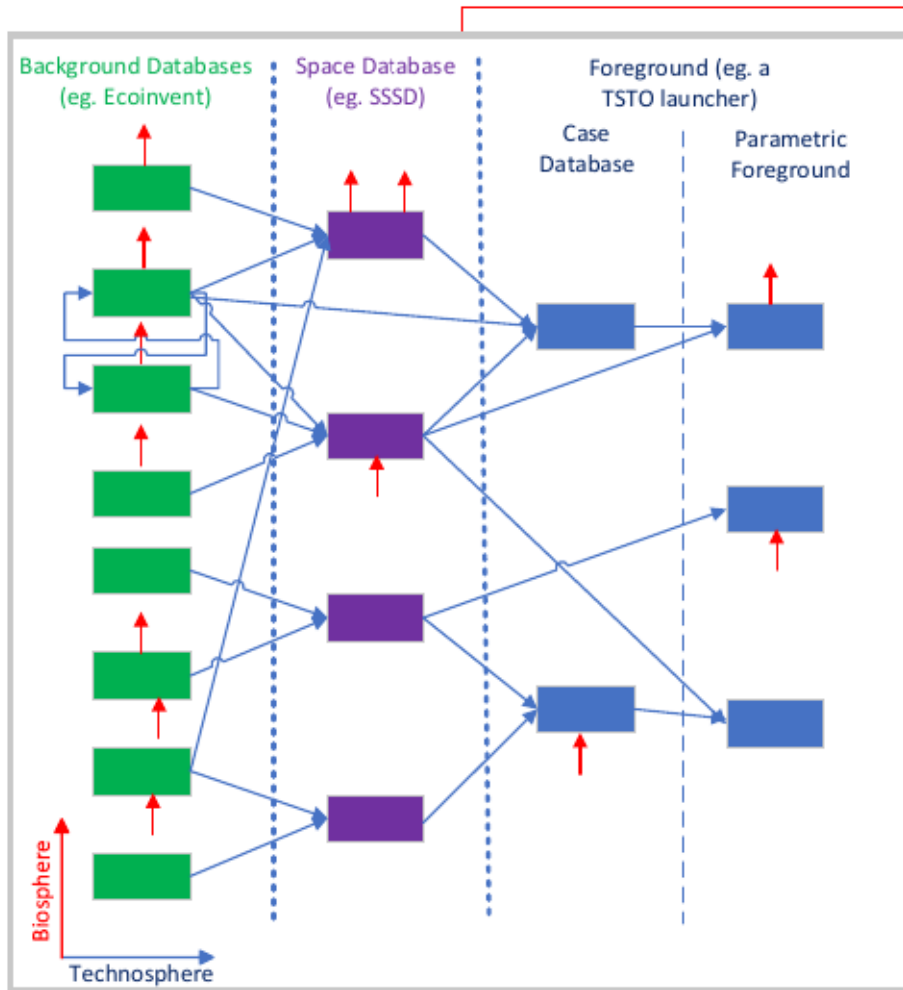 Background Databases
(eg. Ecoinvent)
Space Database
(eg. SSSD)
Foreground (eg. a
TSTO launcher)
Case
Database
Parametric
Foreground
Biosphere
Technosphere